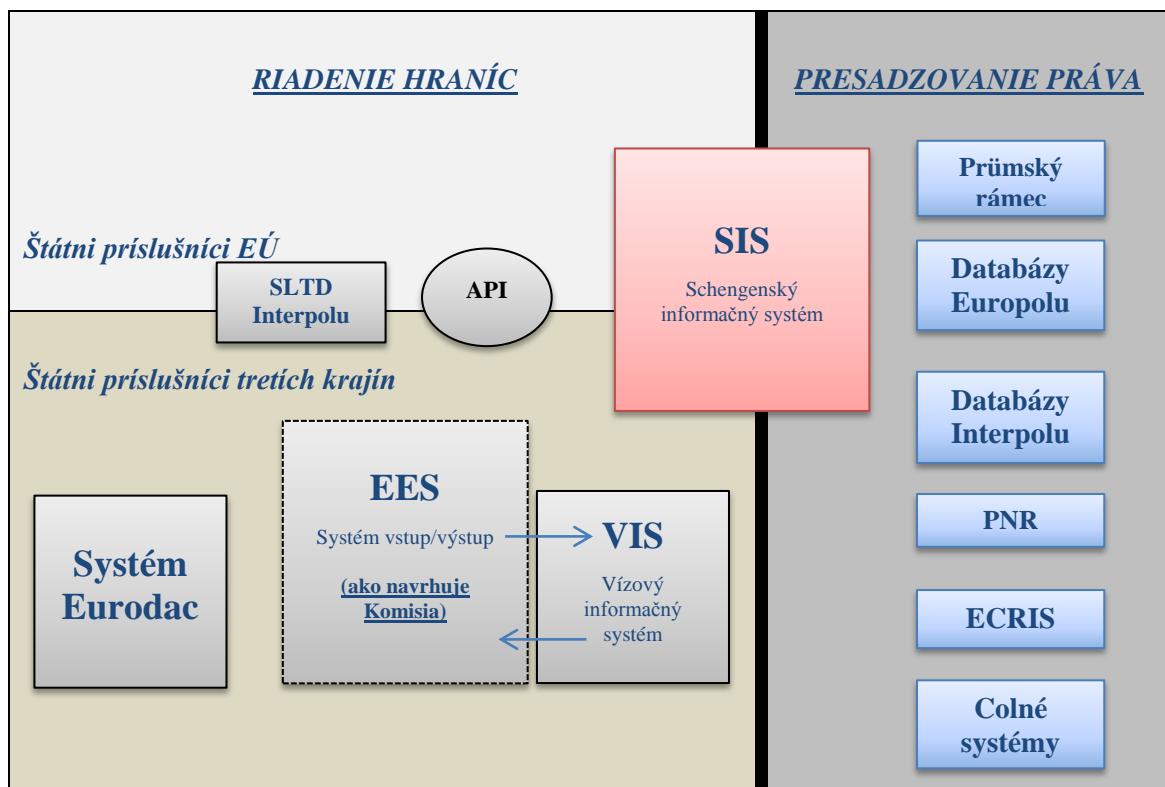 RIADENIE HRANÍC
Štátni príslušníci EÚ
SLTD
Interpolu
API
SIS
Schengenský
informačný systém
Štátni príslušníci tretích krajín
Systém
Eurodac
EES
Systém vstup/výstup
(ako navrhuje
Komisia)
VIS
Vízový
informačný
systém
PRESADZOVANIE PRÁVA
Prümský
rámec
Databázy
Europolu
Databázy
Interpolu
PNR
ECRIS
Colné
systémy